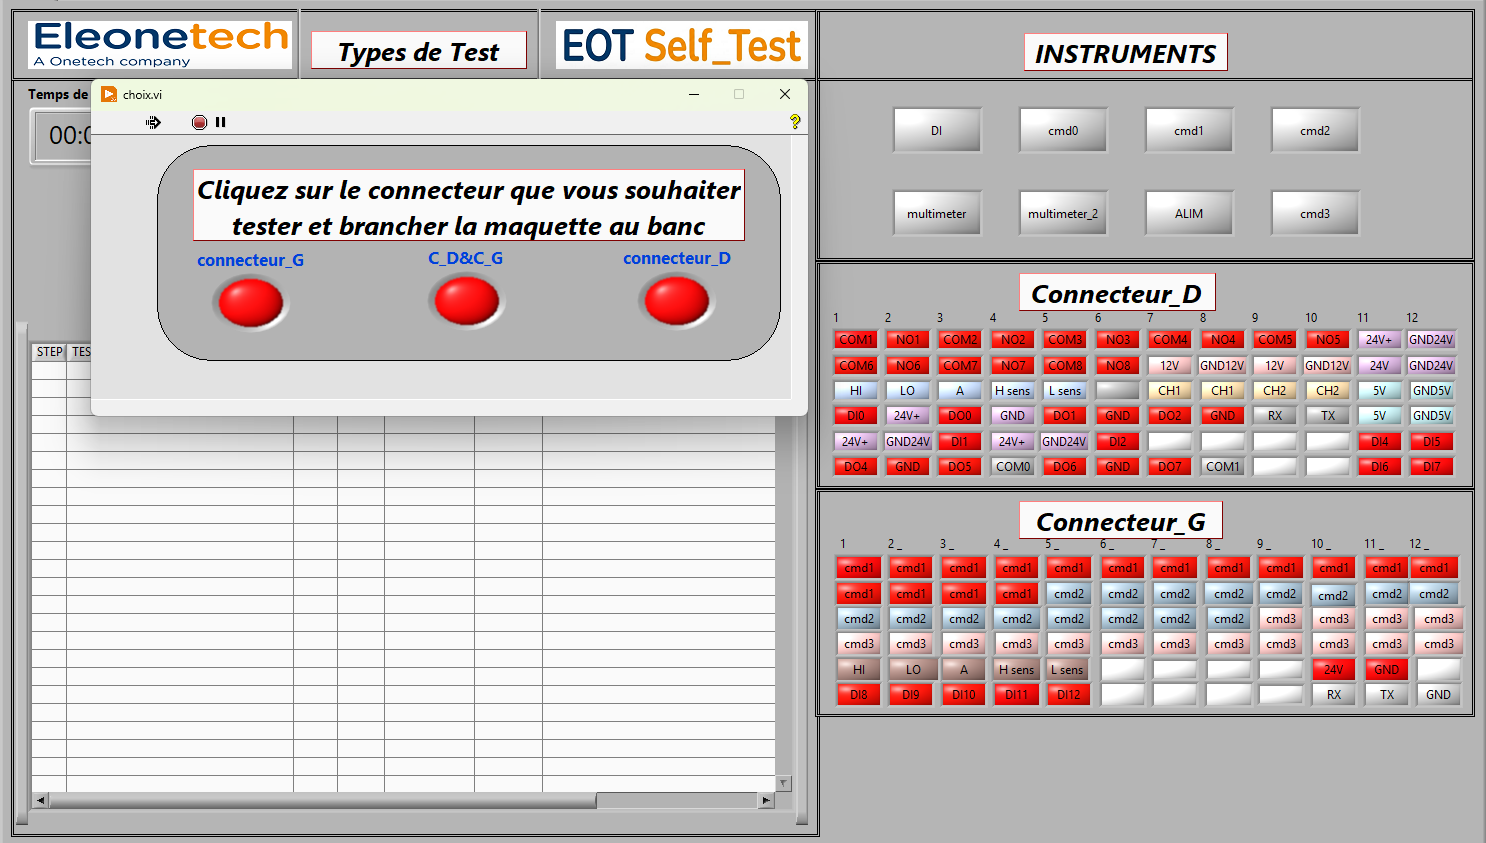 Eleonetech
A Onetech company
Types de Test
EOT Self_Test
INSTRUMENTS
Temps de
00:0
choix.vi
?
Cliquez sur le connecteur que vous souhaiter
tester et brancher la maquette au banc
connecteur_G C_D&C_G connecteur_D
STEP TES
DI cmd0 cmd1 cmd2
multimeter multimeter_2 ALIM cmd3
Connecteur_D
1 2 3 4 5 6 7 8 9 10 11 12
COM1 NO1 COM2 NO2 COM3 NO3 COM4 NO4 COM5 NO5 24V+ GND24V
COM6 NO6 COM7 NO7 COM8 NO8 12V GND12V 12V GND12V 24V GND24V
HI LO A H sens L sens CH1 CH1 CH2 CH2 5V GND5V
DI0 24V+ DO0 GND DO1 GND DO2 GND RX TX 5V GND5V
24V+ GND24V DI1 24V+ GND24V DI2 DI4 DI5
DO4 GND DO5 COM0 DO6 GND DO7 COM1 DI6 DI7
Connecteur_G
1 2_ 3_ 4_ 5_ 6_ 7_ 8_ 9_ 10_ 11_ 12_
cmd1 cmd1 cmd1 cmd1 cmd1 cmd1 cmd1 cmd1 cmd1 cmd1 cmd1 cmd1
cmd1 cmd1 cmd1 cmd1 cmd2 cmd2 cmd2 cmd2 cmd2 cmd2 cmd2 cmd2
cmd2 cmd2 cmd2 cmd2 cmd2 cmd2 cmd2 cmd2 cmd3 cmd3 cmd3 cmd3
cmd3 cmd3 cmd3 cmd3 cmd3 cmd3 cmd3 cmd3 cmd3 cmd3 cmd3 cmd3
HI LO A H sens L sens 24V GND
DI8 DI9 DI10 DI11 DI12 RX TX GND